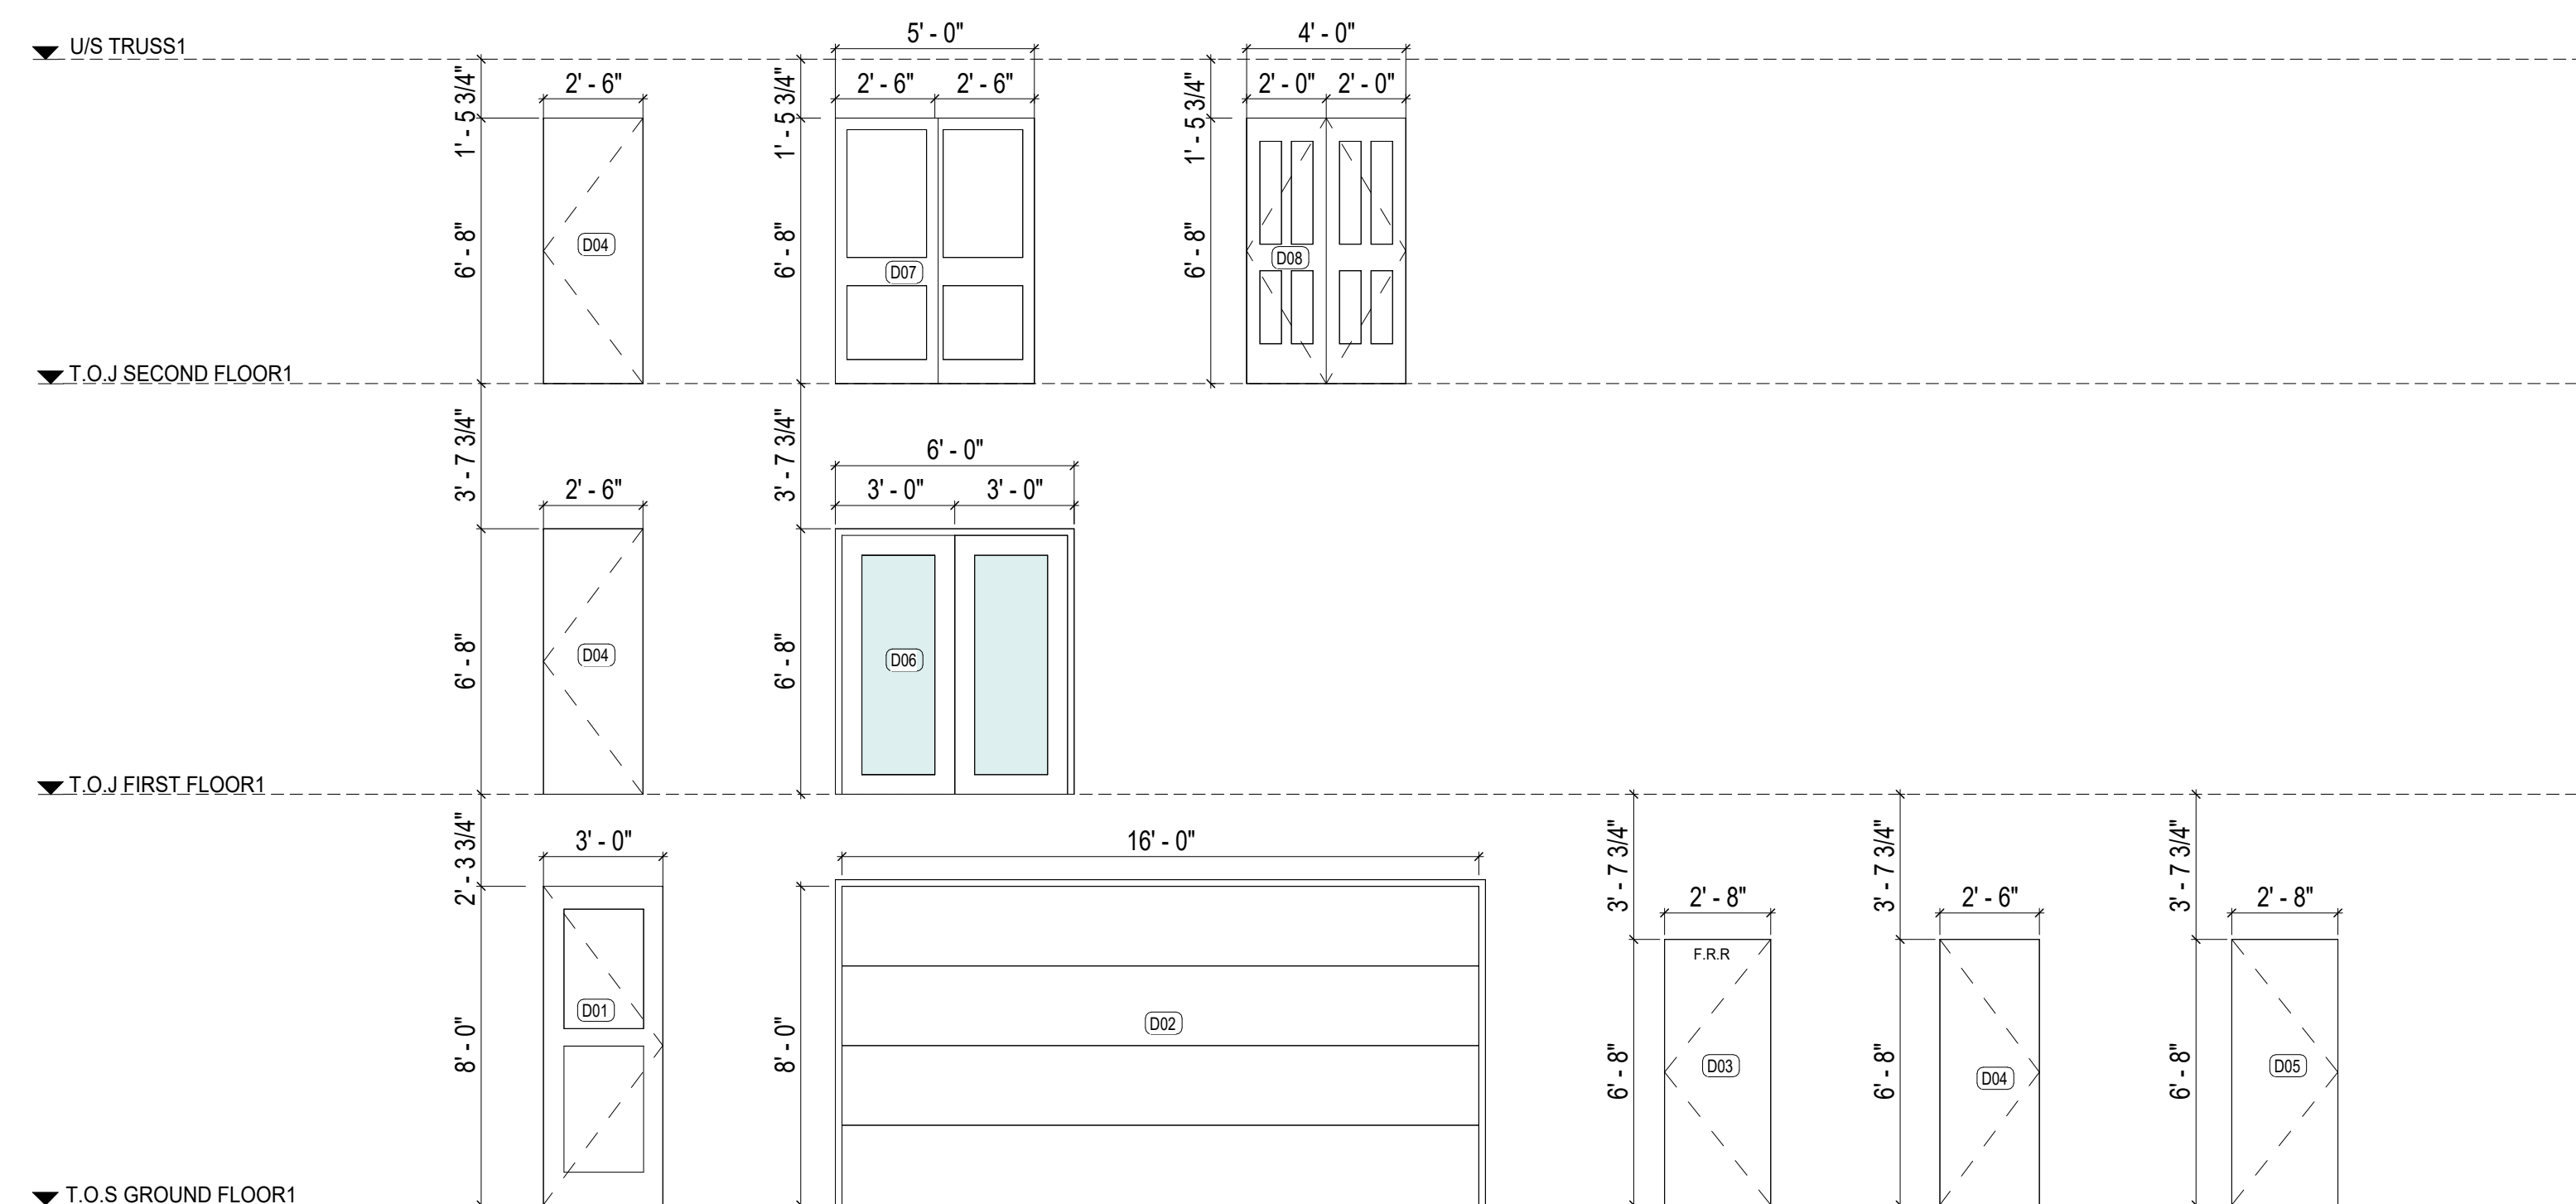 5' - 0"
4' - 0"
U/S TRUSS1
2' - 6"
2' - 6"
2' - 6"
2' - 0"
2' - 0"
1' - 5 3/4"
1' - 5 3/4"
1' - 5 3/4"
6' - 8"
D04
6' - 8"
D07
6' - 8"
D08
T.O.J SECOND FLOOR1
3' - 7 3/4"
3' - 7 3/4"
6' - 0"
2' - 6"
3' - 0"
3' - 0"
6' - 8"
D04
6' - 8"
D06
T.O.J FIRST FLOOR1
2' - 3 3/4"
3' - 0"
16' - 0"
3' - 7 3/4"
3' - 7 3/4"
3' - 7 3/4"
2' - 8"
2' - 6"
2' - 8"
F.R.R
8' - 0"
D01
8' - 0"
D02
6' - 8"
D03
6' - 8"
D04
6' - 8"
D05
T.O.S GROUND FLOOR1